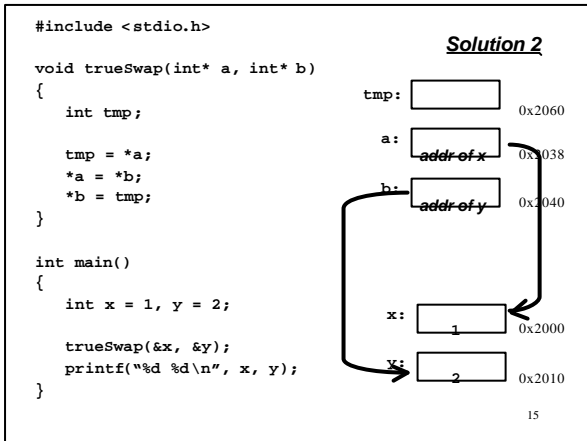 #include <stdio.h>
Solution 2
void trueSwap(int* a, int* b)
{
int tmp;
tmp = *a;
*a = *b;
*b = tmp;
}
int main()
{
int x = 1, y = 2;
trueSwap(&x, &y);
printf(“%d %d\n”, x, y);
}
tmp:
0x2060
a:
addr of x
0x2038
b:
addr of y
0x2040
x:
1
0x2000
y:
2
0x2010
15